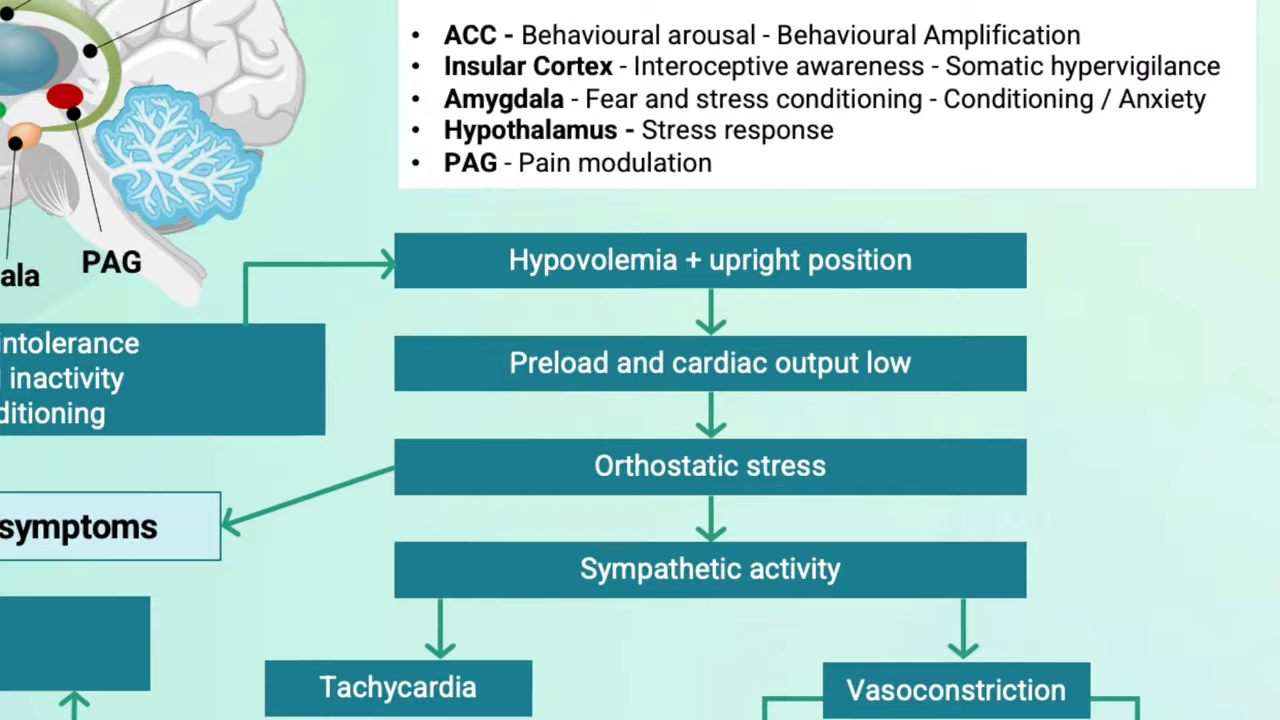 • ACC - Behavioural arousal - Behavioural Amplification
• Insular Cortex - Interoceptive awareness - Somatic hypervigilance
• Amygdala - Fear and stress conditioning - Conditioning / Anxiety
• Hypothalamus - Stress response
• PAG - Pain modulation
ala
PAG
Hypovolemia + upright position
intolerance
inactivity
ditioning
Preload and cardiac output low
Orthostatic stress
symptoms
Sympathetic activity
Tachycardia
Vasoconstriction